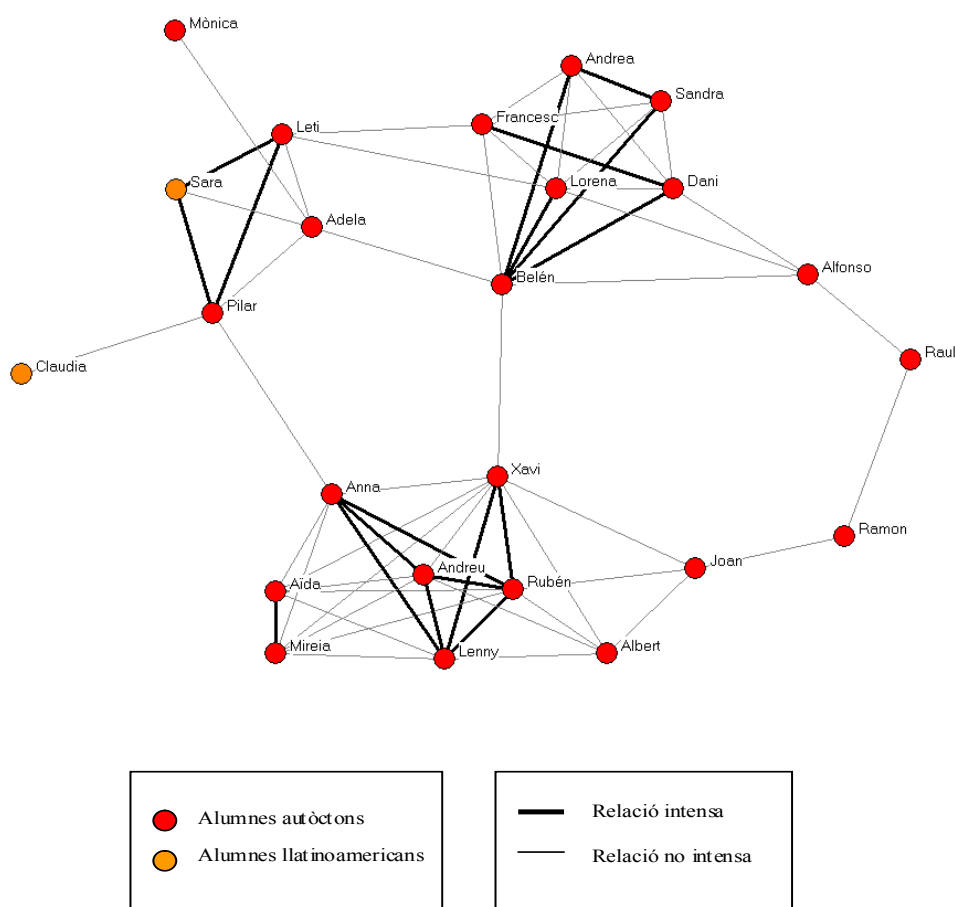 Mònica
Andrea
Sandra
Francesc
Leti
Sara
Lorena
Dani
Adela
Belén
Alfonso
Pilar
Claudia
Raul
Xavi
Anna
Ramon
Joan
Andreu
Aïda
Rubén
Mireia
Lenny
Albert
Alumnes autòctons
Alumnes llatinoamericans
Relació intensa
Relació no intensa